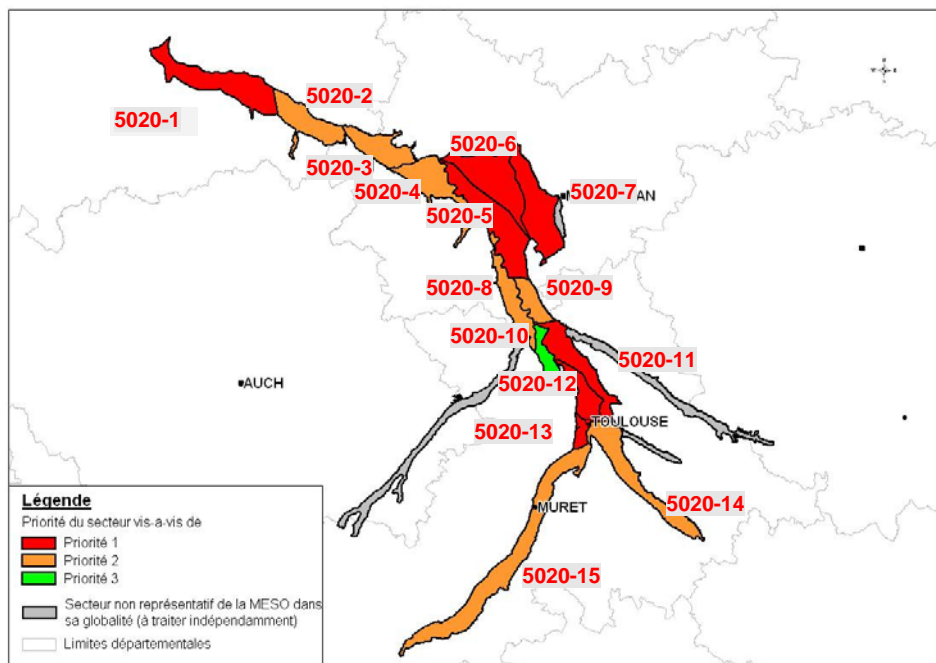 5020-1
5020-2
5020-3
5020-4
5020-5
5020-6
5020-7
AN
5020-8
5020-9
5020-10
5020-11
5020-12
5020-13
5020-14
5020-15
AUCH
TOULOUSE
MURET
Légende
Priorité du secteur vis-a-vis de
Priorité 1
Priorité 2
Priorité 3
Secteur non représentatif de la MESO dans
sa globalité (à traiter indépendamment)
Limites départementales